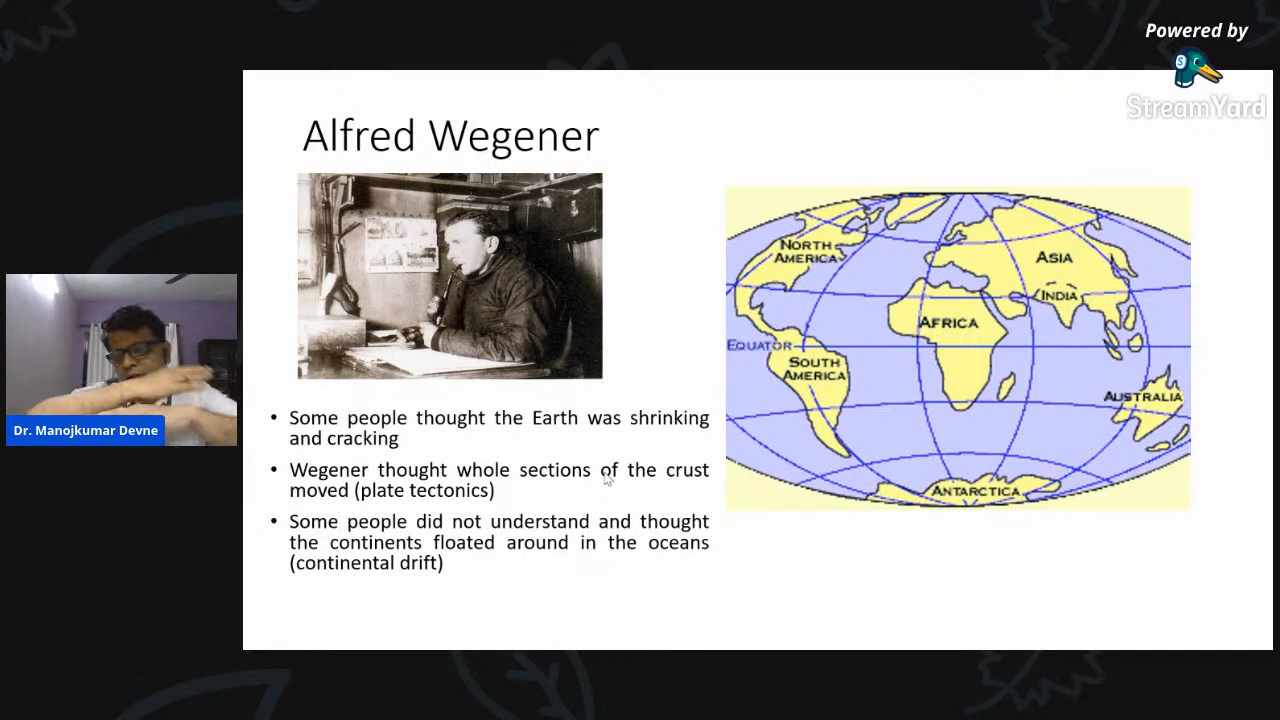 Powered by
StreamYard
Alfred Wegener
NORTH
AMERICA
ASIA
INDIA
AFRICA
EQUATOR
SOUTH
AMERICA
AUSTRALIA
ANTARCTICA
• Some people thought the Earth was shrinking
and cracking
• Wegener thought whole sections of the crust
moved (plate tectonics)
• Some people did not understand and thought
the continents floated around in the oceans
(continental drift)
Dr. Manojkumar Devne